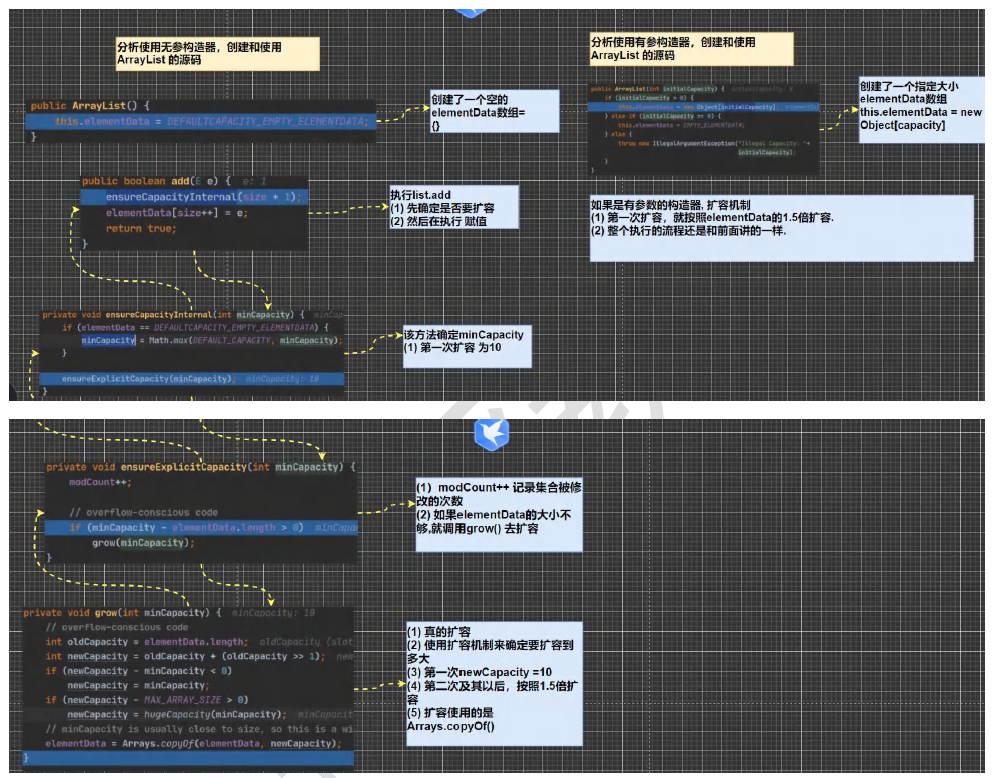 分析使用无参构造器，创建和使用
ArrayList 的源码
public ArrayList() {
this.elementData = DEFAULTCAPACITY_EMPTY_ELEMENTDATA;
}
创建了一个空的
elementData数组=
{}
public boolean add(E e) { e: 1
ensureCapacityInternal(size + 1);
elementData[size++] = e;
return true;
}
执行list.add
(1) 先确定是否要扩容
(2) 然后在执行 赋值
private void ensureCapacityInternal(int minCapacity) { minCap
if (elementData == DEFAULTCAPACITY_EMPTY_ELEMENTDATA) {
minCapacity = Math.max(DEFAULT_CAPACITY, minCapacity);
}
ensureExplicitCapacity(minCapacity); minCapacity: 10
}
该方法确定minCapacity
(1) 第一次扩容 为10
分析使用有参构造器，创建和使用
ArrayList 的源码
public ArrayList(int initialCapacity) { initialCapacity: 8
if (initialCapacity > 0) {
this.elementData = new Object[initialCapacity]; elementDa
} else if (initialCapacity == 0) {
this.elementData = EMPTY_ELEMENTDATA;
} else {
throw new IllegalArgumentException("Illegal Capacity: "+
initialCapacity);
}
}
创建了一个指定大小
elementData数组
this.elementData = new
Object[capacity]
如果是有参数的构造器, 扩容机制
(1) 第一次扩容，就按照elementData的1.5倍扩容.
(2) 整个执行的流程还是和前面讲的一样.
private void ensureExplicitCapacity(int minCapacity) {
modCount++;
// overflow-conscious code
if (minCapacity - elementData.length > 0) minCapa
grow(minCapacity);
}
(1）modCount++ 记录集合被修
改的次数
(2) 如果elementData的大小不
够,就调用grow() 去扩容
private void grow(int minCapacity) { minCapacity: 10
// overflow-conscious code
int oldCapacity = elementData.length; oldCapacity (slot
int newCapacity = oldCapacity + (oldCapacity >> 1); new
if (newCapacity - minCapacity < 0)
newCapacity = minCapacity;
if (newCapacity - MAX_ARRAY_SIZE > 0)
newCapacity = hugeCapacity(minCapacity); minCapacit
// minCapacity is usually close to size, so this is a wi
elementData = Arrays.copyOf(elementData, newCapacity);
}
(1) 真的扩容
(2) 使用扩容机制来确定要扩容到
多大
(3) 第一次newCapacity =10
(4) 第二次及其以后，按照1.5倍扩
容
(5) 扩容使用的是
Arrays.copyOf()